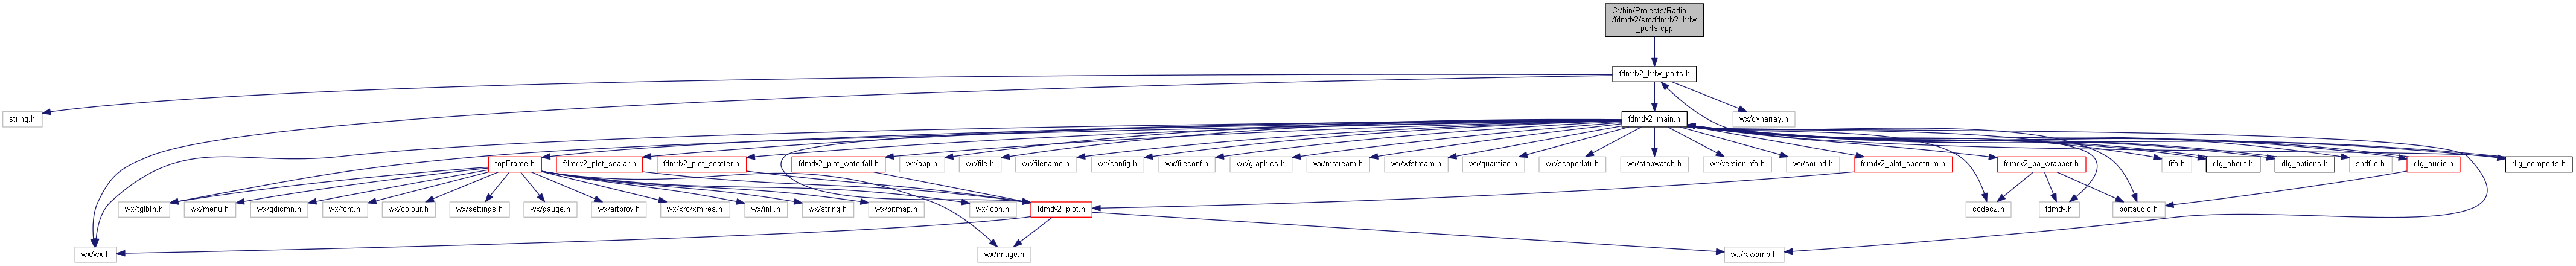 C:/bin/Projects/Radio
/fdmdv2/src/fdmdv2_hdw
_ports.cpp
fdmdv2_hdw_ports.h
string.h
fdmdv2_main.h
wx/dynarray.h
topFrame.h
fdmdv2_plot_scalar.h
fdmdv2_plot_scatter.h
fdmdv2_plot_waterfall.h
wx/app.h
wx/file.h
wx/filename.h
wx/config.h
wx/fileconf.h
wx/graphics.h
wx/mstream.h
wx/wfstream.h
wx/quantize.h
wx/scopedptr.h
wx/stopwatch.h
wx/versioninfo.h
wx/sound.h
fdmdv2_plot_spectrum.h
fdmdv2_pa_wrapper.h
fifo.h
dlg_about.h
dlg_options.h
sndfile.h
dlg_audio.h
dlg_comports.h
wx/tglbtn.h
wx/menu.h
wx/gdicmn.h
wx/font.h
wx/colour.h
wx/settings.h
wx/gauge.h
wx/artprov.h
wx/xrc/xmlres.h
wx/intl.h
wx/string.h
wx/bitmap.h
wx/icon.h
fdmdv2_plot.h
codec2.h
fdmdv.h
portaudio.h
wx/wx.h
wx/image.h
wx/rawbmp.h